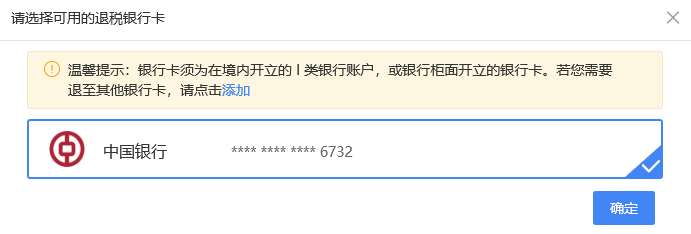 请选择可用的退税银行卡
温馨提示：银行卡须为在境内开立的 I 类银行账户，或银行柜面开立的银行卡。若您需要
退至其他银行卡，请点击添加
中国银行 **** **** **** 6732
确定